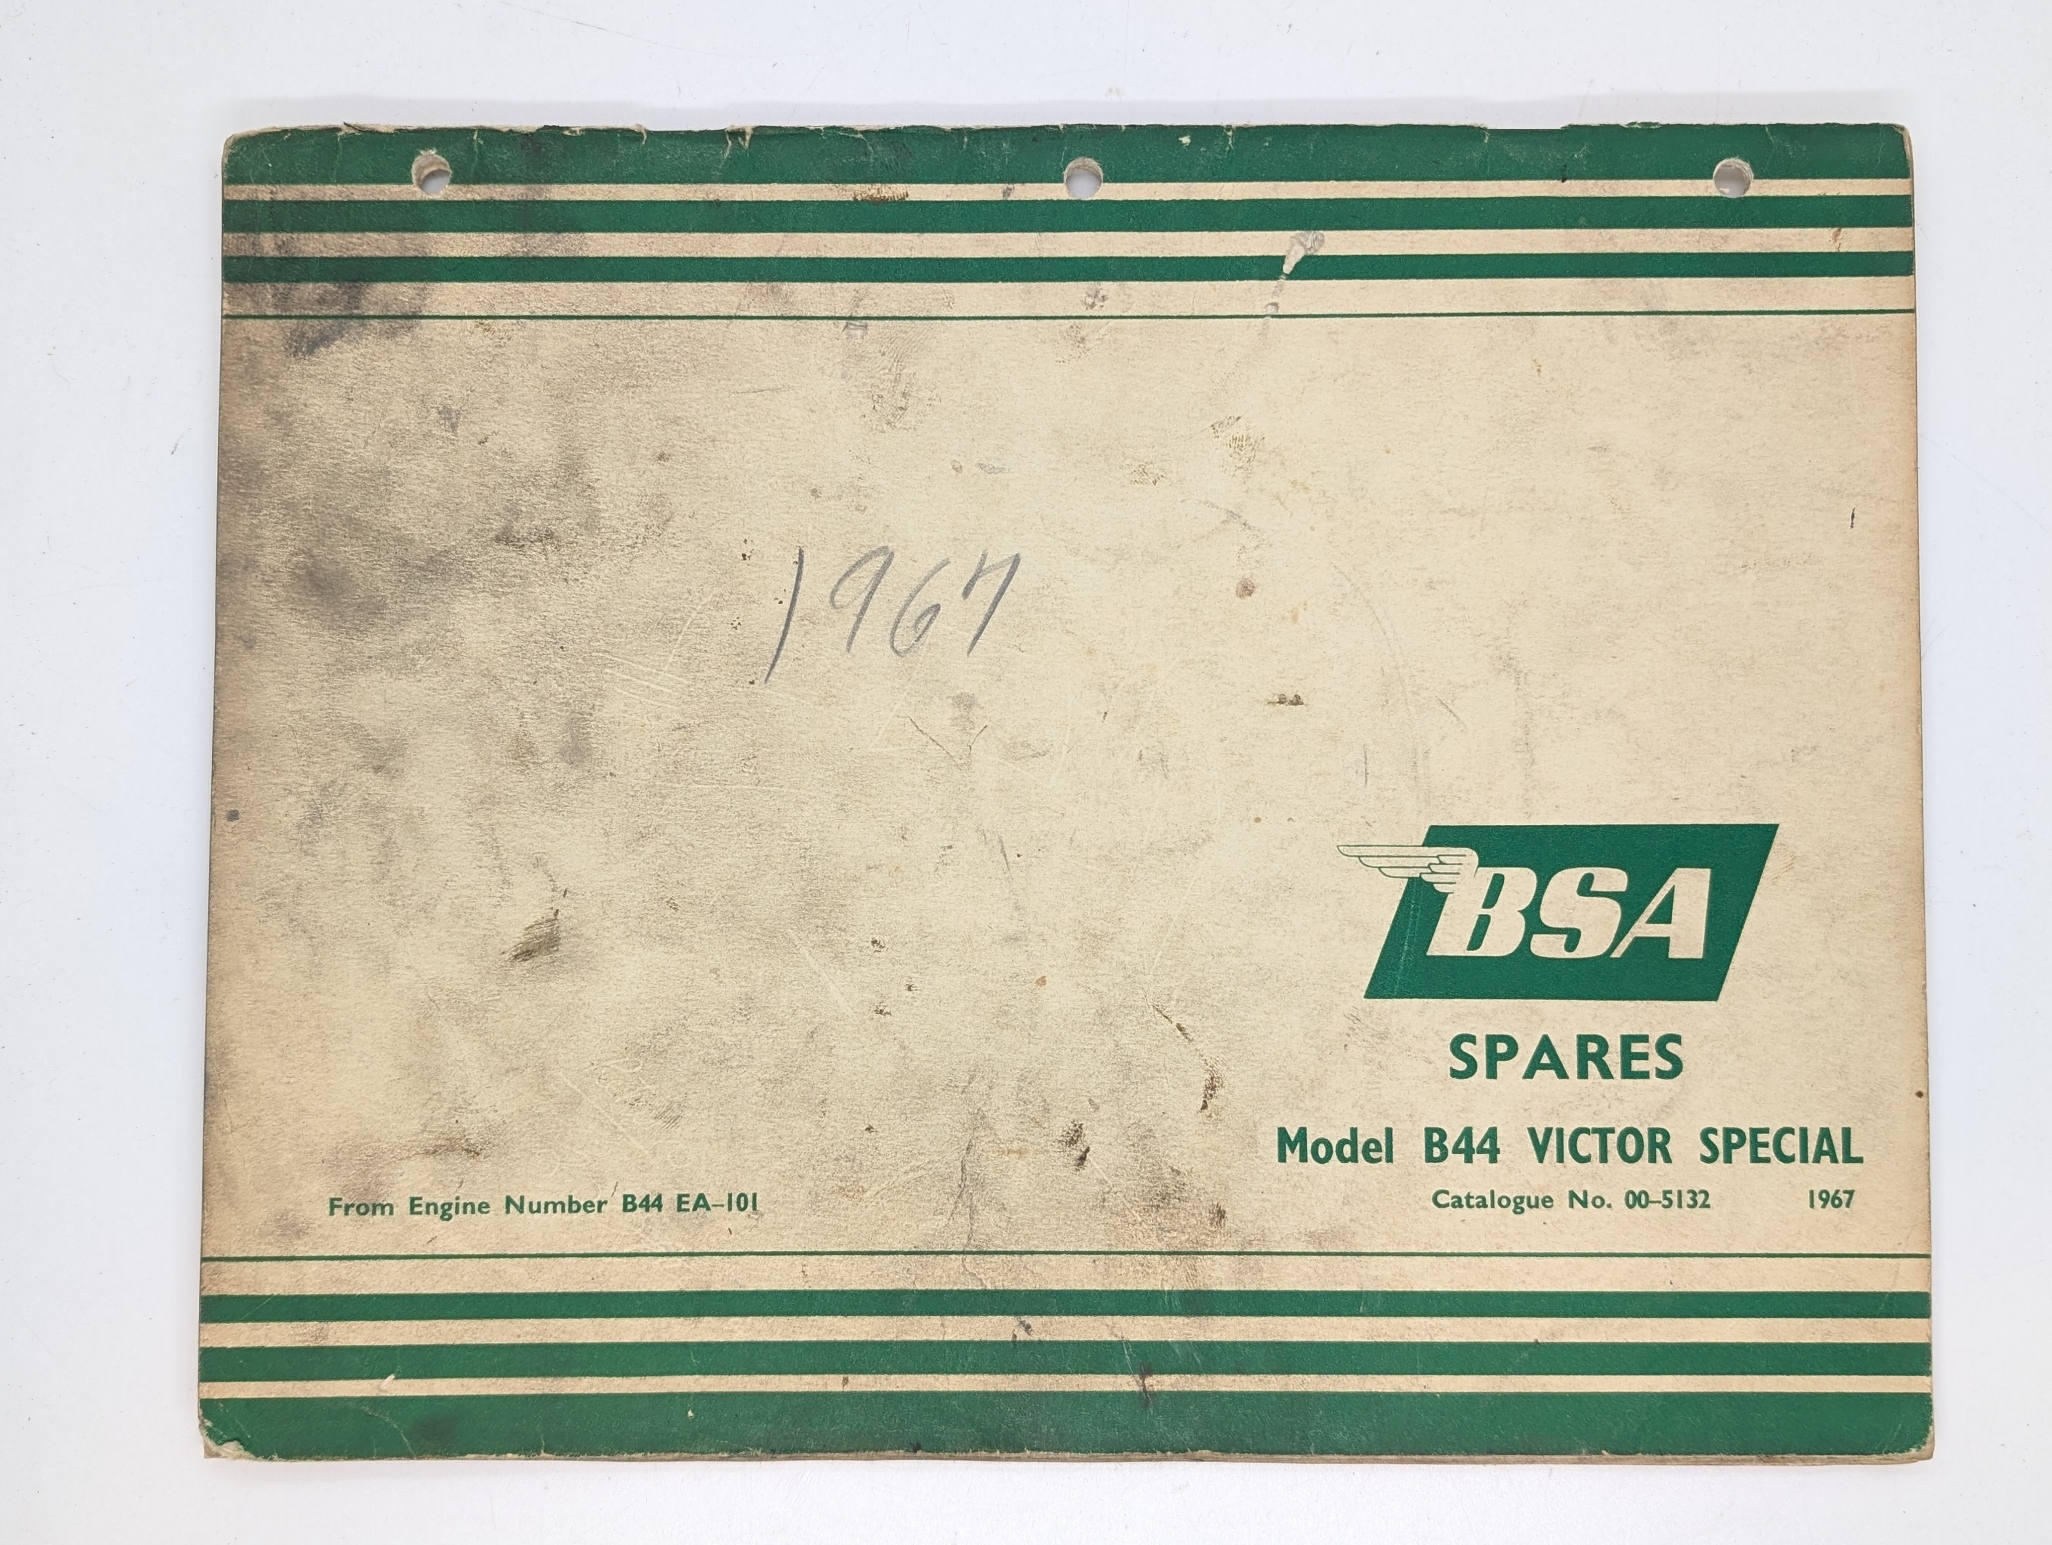 1967
BSA
SPARES
Model B44 VICTOR SPECIAL
From Engine Number B44 EA–101
Catalogue No. 00–5132 1967